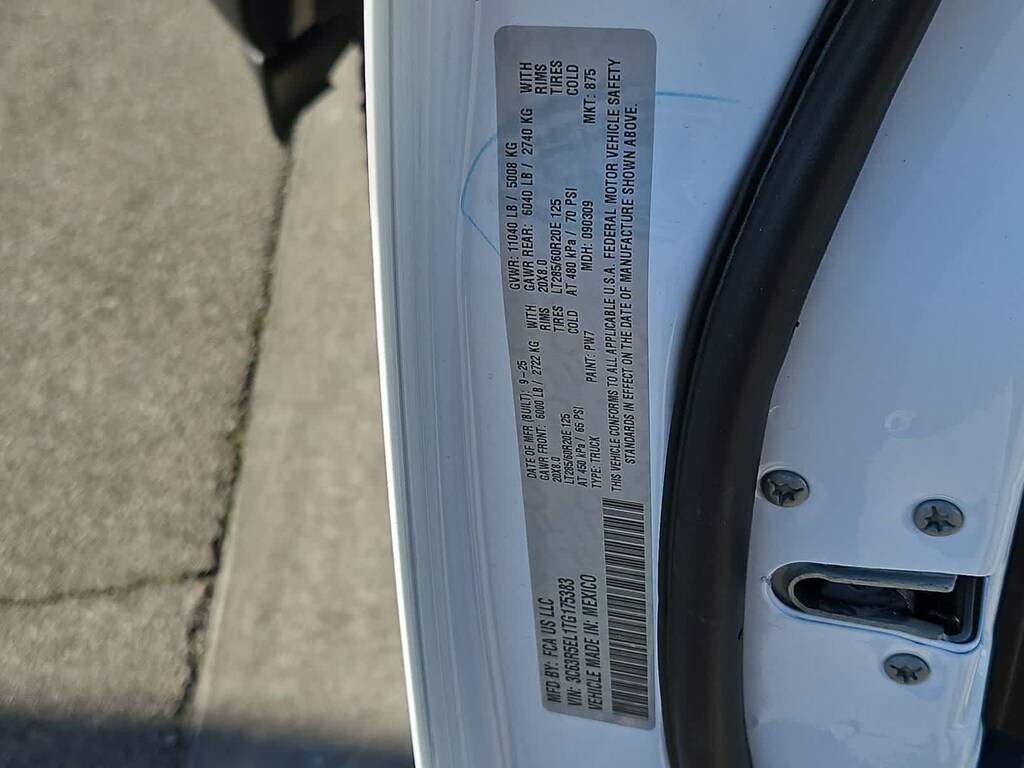 MFD BY: FCA US LLC
DATE OF MFR (BUILT): 9-25
GVWR: 11040 LB / 5008 KG
GAWR FRONT: 6000 LB / 2722 KG WITH
GAWR REAR: 6040 LB / 2740 KG WITH
20X8.0 RIMS
20X8.0 RIMS
LT285/60R20E 125 TIRES
LT285/60R20E 125 TIRES
AT 450 kPa / 65 PSI COLD
AT 480 kPa / 70 PSI COLD
VIN: 3C63R5EL1TG175383
TYPE: TRUCK
PAINT: PW7
MDH: 090309
MKT: 875
VEHICLE MADE IN: MEXICO
THIS VEHICLE CONFORMS TO ALL APPLICABLE U.S.A. FEDERAL MOTOR VEHICLE SAFETY
STANDARDS IN EFFECT ON THE DATE OF MANUFACTURE SHOWN ABOVE.